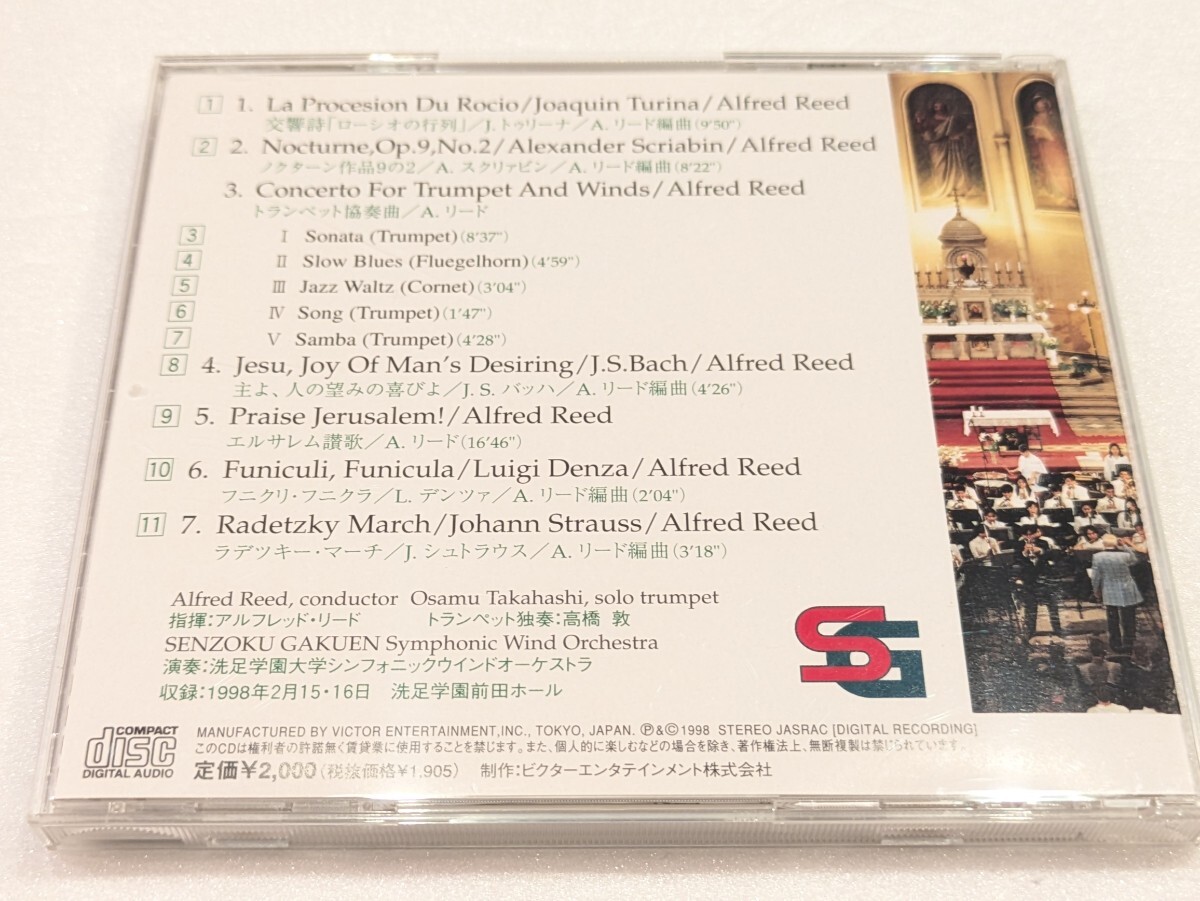 1 1. La Procesion Du Rocio/Joaquin Turina/Alfred Reed
交響詩「ローシオの行列」/J. トゥリーナ/A. リード編曲(9'50")
2 2. Nocturne,Op.9,No.2/Alexander Scriabin/Alfred Reed
ノクターン作品9の2/A. スクリァビン/A. リード編曲(8'22")
3. Concerto For Trumpet And Winds/Alfred Reed
トランペット協奏曲/A. リード
3 I Sonata (Trumpet)(8'37")
4 II Slow Blues (Fluegelhorn)(4'59")
5 III Jazz Waltz (Cornet)(3'04")
6 IV Song (Trumpet)(1'47")
7 V Samba (Trumpet)(4'28")
8 4. Jesu, Joy Of Man's Desiring/J.S.Bach/Alfred Reed
主よ、人の望みの喜びよ/J. S. バッハ/A. リード編曲(4'26")
9 5. Praise Jerusalem!/Alfred Reed
エルサレム讃歌/A. リード(16'46")
10 6. Funiculi, Funicula/Luigi Denza/Alfred Reed
フニクリ・フニクラ/L. デンツァ/A. リード編曲(2'04")
11 7. Radetzky March/Johann Strauss/Alfred Reed
ラデツキー・マーチ/J. シュトラウス/A. リード編曲(3'18")
Alfred Reed, conductor Osamu Takahashi, solo trumpet
指揮:アルフレッド・リード トランペット独奏:高橋 敦
SENZOKU GAKUEN Symphonic Wind Orchestra
演奏:洗足学園大学シンフォニックウインドオーケストラ
収録:1998年2月15・16日 洗足学園前田ホール
SG
COMPACT disc DIGITAL AUDIO
MANUFACTURED BY VICTOR ENTERTAINMENT,INC., TOKYO, JAPAN. ℗&©1998 STEREO JASRAC [DIGITAL RECORDING]
このCDは権利者の許諾無く賃貸業に使用することを禁じます。また、個人的に楽しむなどの場合を除き、著作権法上、無断複製は禁じられています。
定価¥2,000(税抜価格¥1,905) 制作:ビクターエンタテインメント株式会社